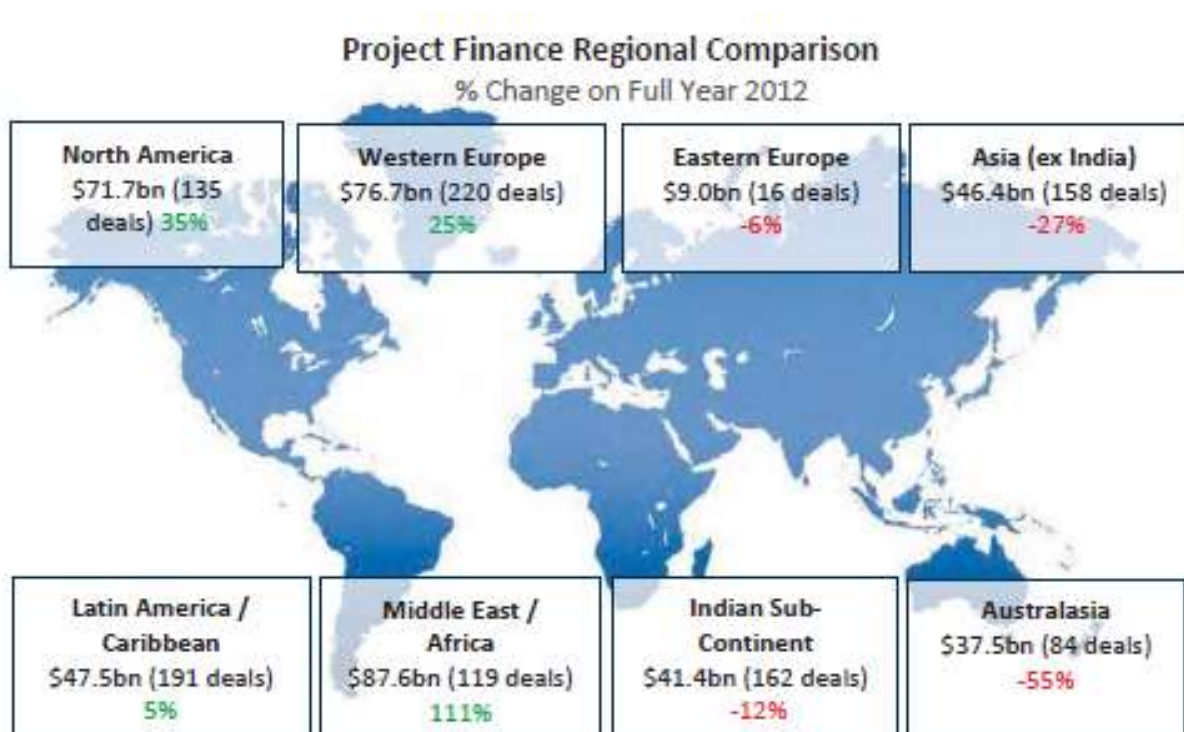 Project Finance Regional Comparison
% Change on Full Year 2012
North America
$71.7bn (135
deals) 35%
Western Europe
$76.7bn (220 deals)
25%
Eastern Europe
$9.0bn (16 deals)
-6%
Asia (ex India)
$46.4bn (158 deals)
-27%
Latin America /
Caribbean
$47.5bn (191 deals)
5%
Middle East /
Africa
$87.6bn (119 deals)
111%
Indian Sub-
Continent
$41.4bn (162 deals)
-12%
Australasia
$37.5bn (84 deals)
-55%